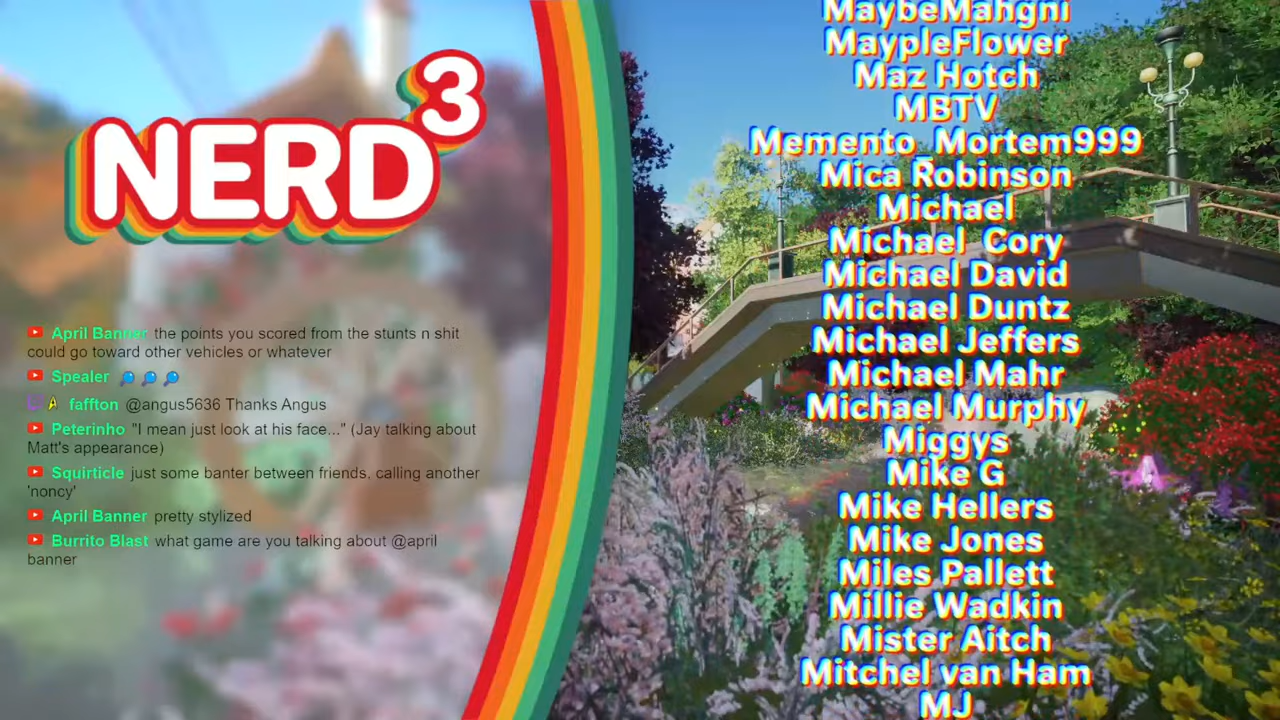 NERD3
April Banner the points you scored from the stunts n shit
could go toward other vehicles or whatever
Spealer
faffton @angus5636 Thanks Angus
Peterinho "I mean just look at his face..." (Jay talking about
Matt's appearance)
Squirticle just some banter between friends, calling another
'noncy'
April Banner pretty stylized
Burrito Blast what game are you talking about @april
banner
MaybeMahgni
MaypleFlower
Maz Hotch
MBTV
Memento_Mortem999
Mica Robinson
Michael
Michael Cory
Michael David
Michael Duntz
Michael Jeffers
Michael Mahr
Michael Murphy
Miggys
Mike G
Mike Hellers
Mike Jones
Miles Pallett
Millie Wadkin
Mister Aitch
Mitchel van Ham
MJ